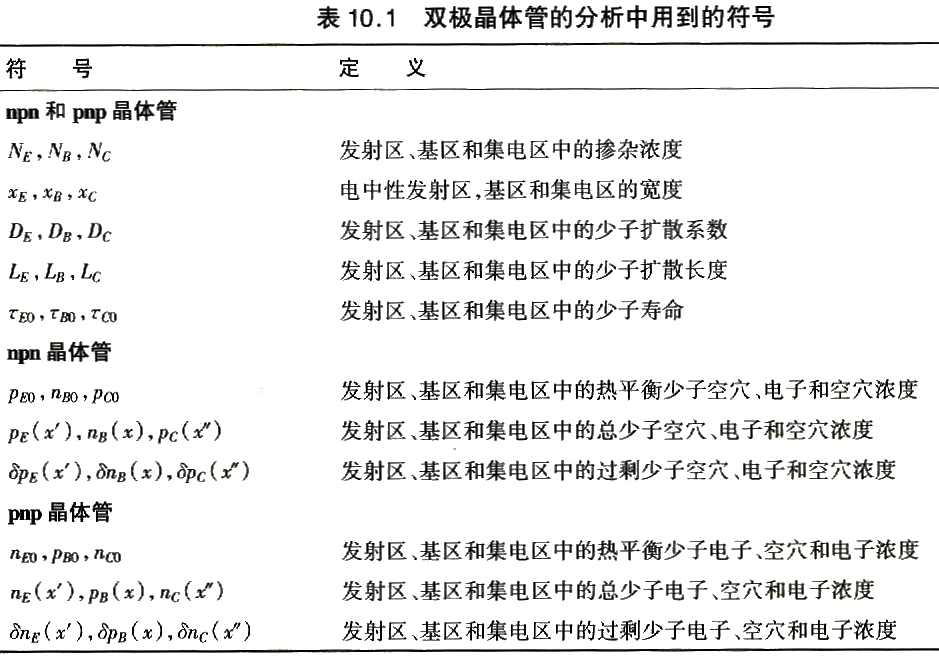 表 10.1 双极晶体管的分析中用到的符号
符 号 定 义
npn 和 pnp 晶体管
N_E, N_B, N_C 发射区、基区和集电区中的掺杂浓度
x_E, x_B, x_C 电中性发射区,基区和集电区的宽度
D_E, D_B, D_C 发射区、基区和集电区中的少子扩散系数
L_E, L_B, L_C 发射区、基区和集电区中的少子扩散长度
τ_E0, τ_B0, τ_C0 发射区、基区和集电区中的少子寿命
npn 晶体管
p_E0, n_B0, p_C0 发射区、基区和集电区中的热平衡少子空穴、电子和空穴浓度
p_E(x′), n_B(x), p_C(x″) 发射区、基区和集电区中的总少子空穴、电子和空穴浓度
δp_E(x′), δn_B(x), δp_C(x″) 发射区、基区和集电区中的过剩少子空穴、电子和空穴浓度
pnp 晶体管
n_E0, p_B0, n_C0 发射区、基区和集电区中的热平衡少子电子、空穴和电子浓度
n_E(x′), p_B(x), n_C(x″) 发射区、基区和集电区中的总少子电子、空穴和电子浓度
δn_E(x′), δp_B(x), δn_C(x″) 发射区、基区和集电区中的过剩少子电子、空穴和电子浓度